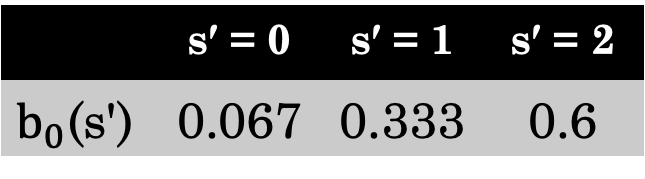 s′ = 0 s′ = 1 s′ = 2
b₀(s') 0.067 0.333 0.6